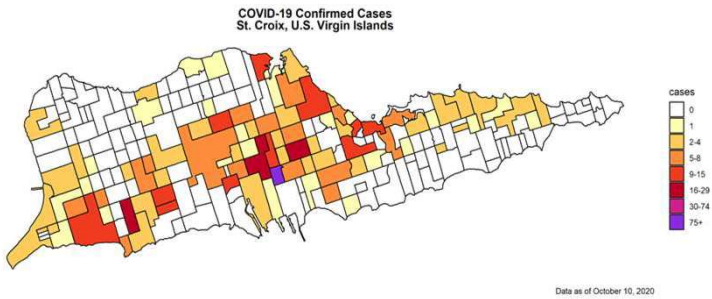 COVID-19 Confirmed Cases
St. Croix, U.S. Virgin Islands
cases
0
1
2-4
5-8
9-15
16-29
30-74
75+
Data as of October 10, 2020